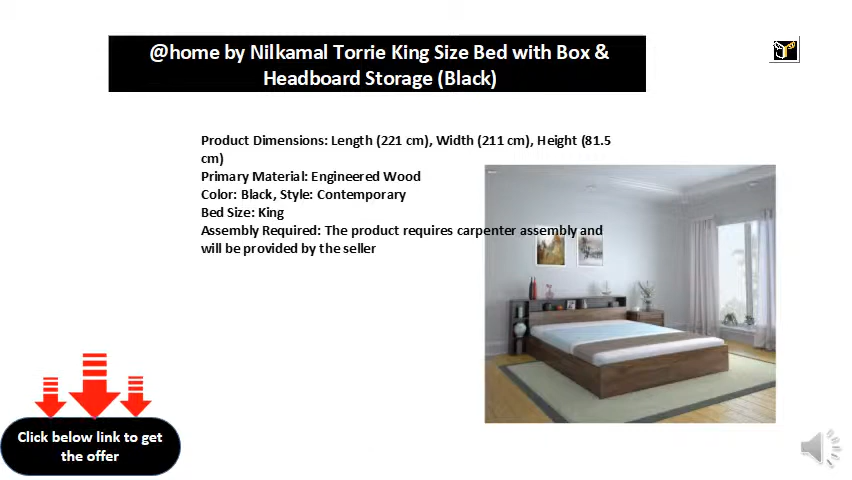 @home by Nilkamal Torrie King Size Bed with Box &
Headboard Storage (Black)
Product Dimensions: Length (221 cm), Width (211 cm), Height (81.5
cm)
Primary Material: Engineered Wood
Color: Black, Style: Contemporary
Bed Size: King
Assembly Required: The product requires carpenter assembly and
will be provided by the seller
Click below link to get
the offer